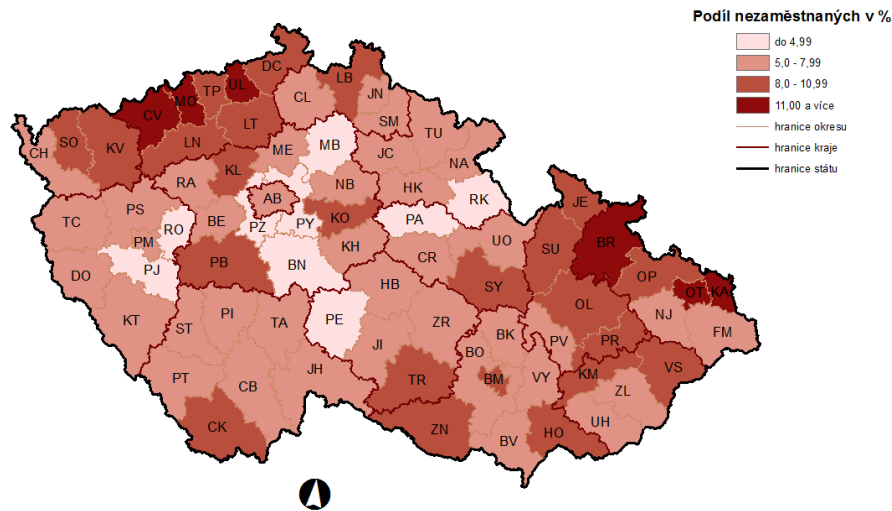 Podíl nezaměstnaných v %
do 4,99
5,0 - 7,99
8,0 - 10,99
11,00 a více
hranice okresu
hranice kraje
hranice státu
DC
LB
UL
TP
MO
CV
CL
JN
LT
SM
TU
SO
KV
LN
ME
MB
JC
NA
CH
KL
RA
NB
HK
RK
AB
JE
TC
PS
RO
BE
PZ
PY
KO
PA
BR
PM
KH
UO
SU
CR
OP
PJ
PB
BN
DO
HB
SY
OT
KA
OL
KT
ST
PI
TA
PE
ZR
BK
NJ
FM
JI
PV
PR
BO
PT
CB
JH
TR
BM
VY
KM
VS
ZL
CK
ZN
BV
HO
UH